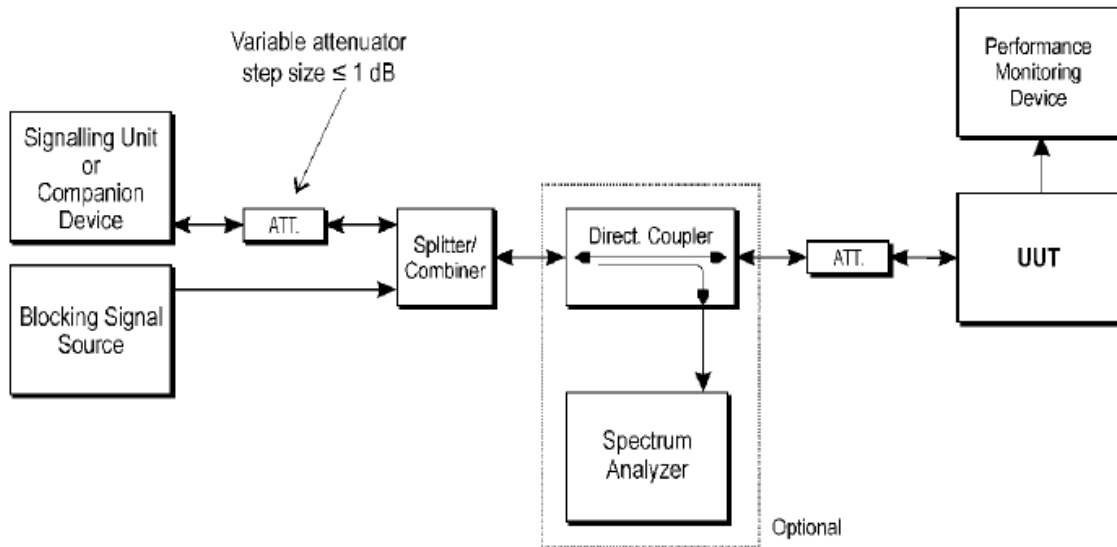 Variable attenuator
step size ≤ 1 dB
Performance
Monitoring
Device
Signalling Unit
or
Companion
Device
ATT.
Splitter/
Combiner
Direct. Coupler
ATT.
UUT
Blocking Signal
Source
Spectrum
Analyzer
Optional